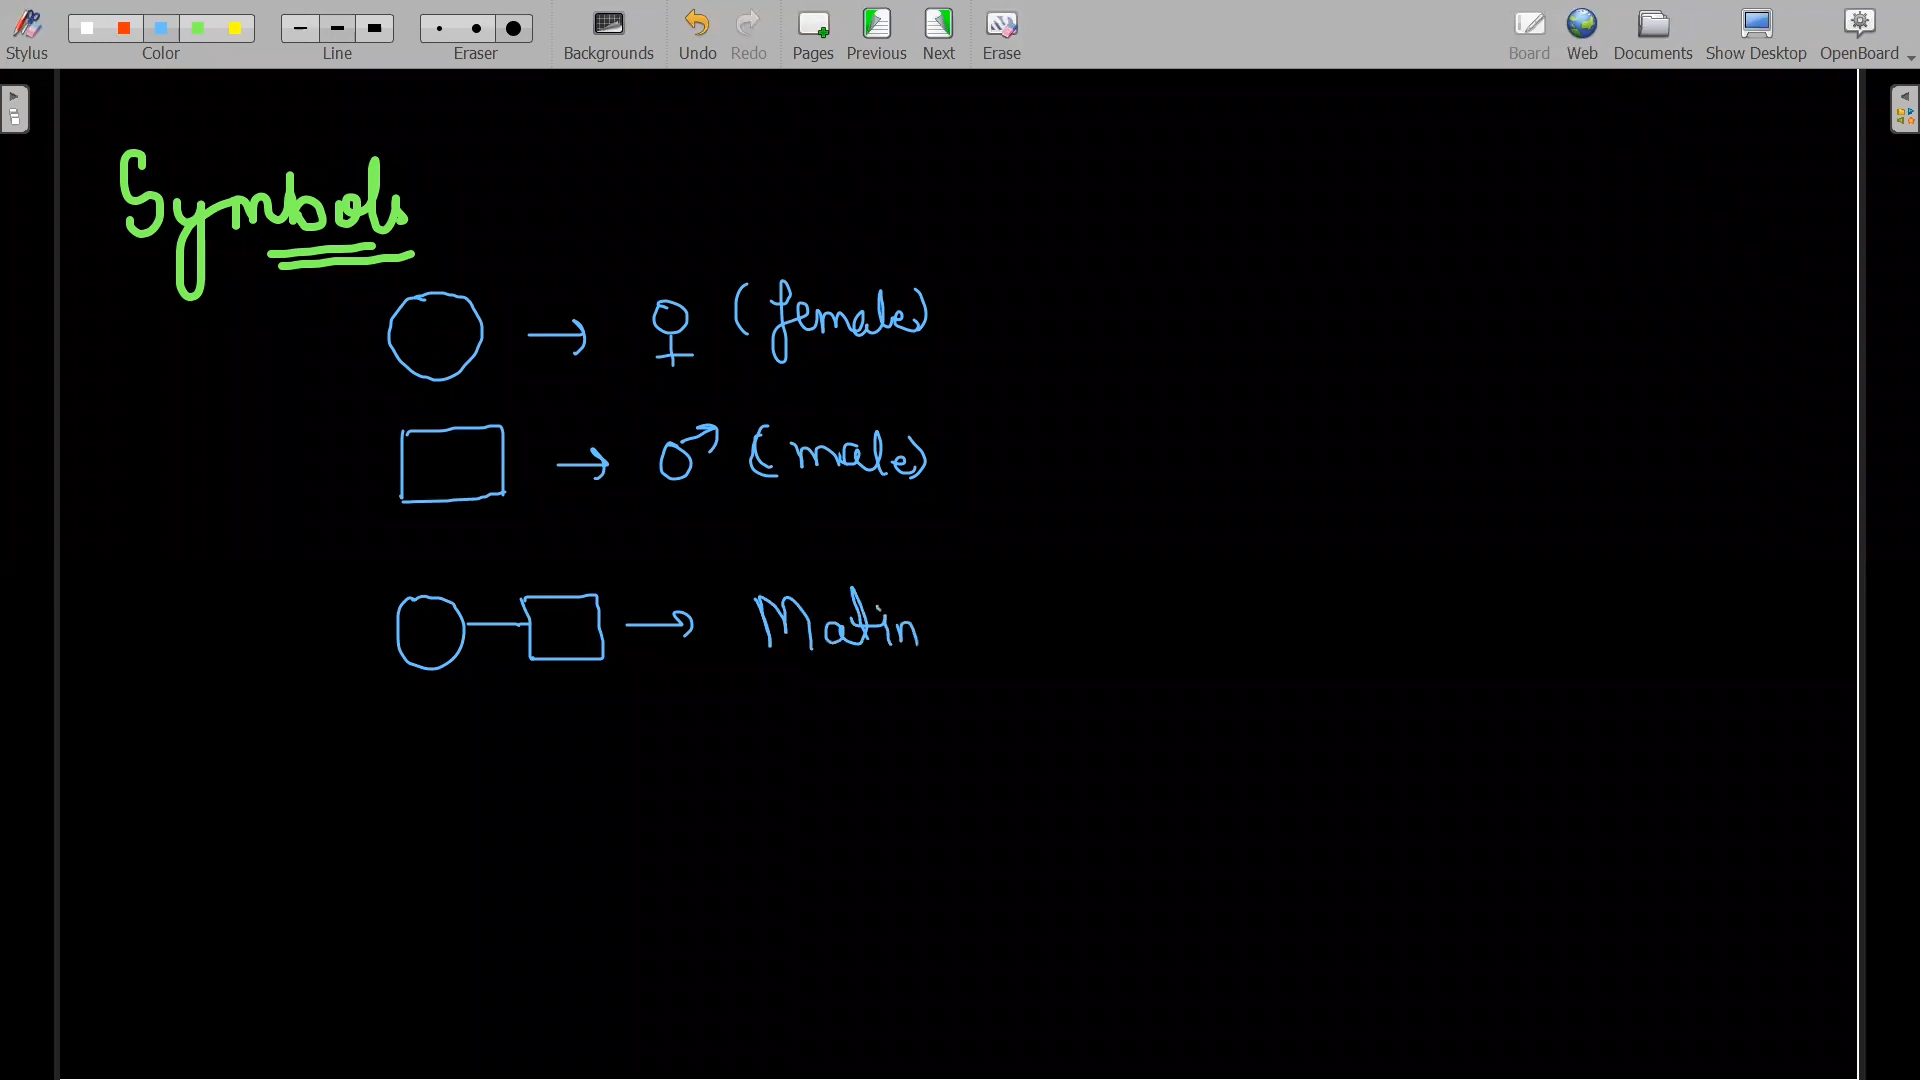 Stylus Color Line Eraser Backgrounds Undo Redo Pages Previous Next Erase Board Web Documents Show Desktop OpenBoard
Symbols
→ ♀ (female)
→ ♂ (male)
→ Matin